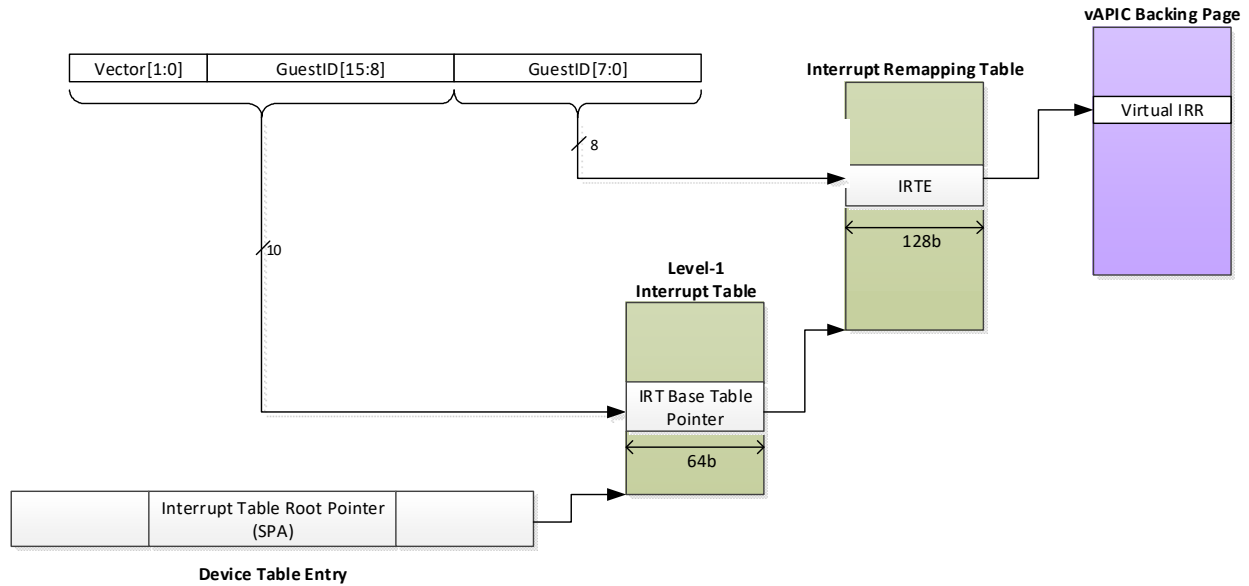 vAPIC Backing Page
Vector[1:0] GuestID[15:8] GuestID[7:0]
Interrupt Remapping Table
Virtual IRR
8
IRTE
128b
10
Level-1
Interrupt Table
IRT Base Table
Pointer
64b
Interrupt Table Root Pointer
(SPA)
Device Table Entry